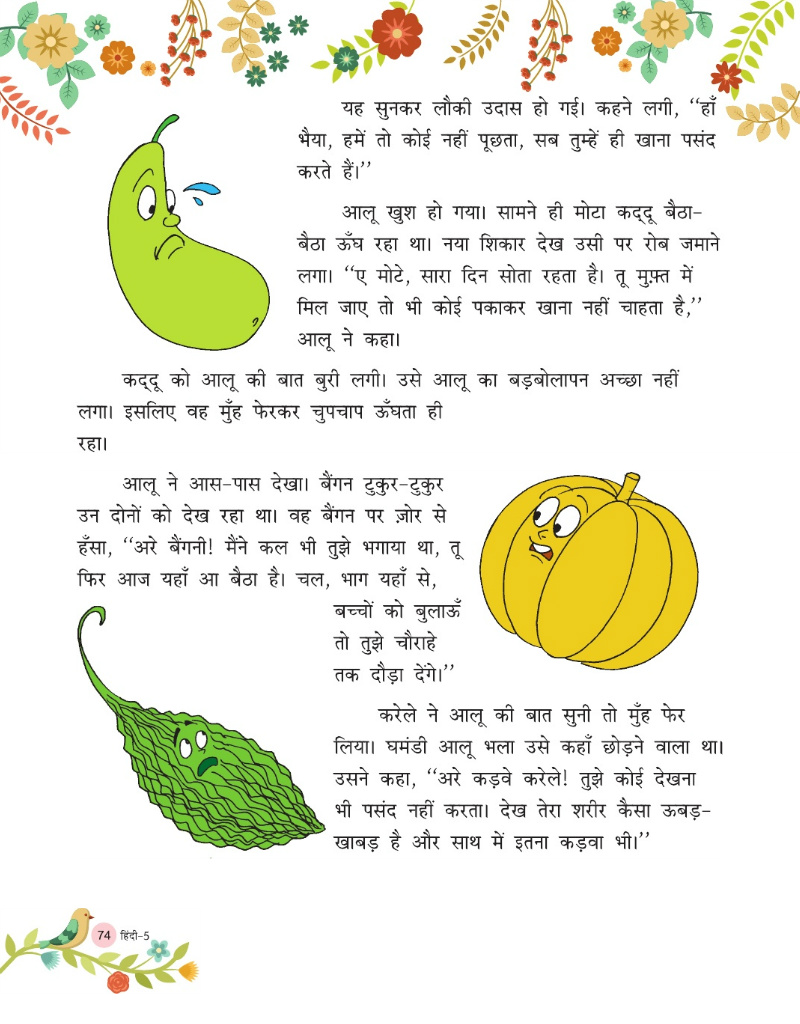 यह सुनकर लौकी उदास हो गई। कहने लगी, ‘‘हाँ
भैया, हमें तो कोई नहीं पूछता, सब तुम्हें ही खाना पसंद
करते हैं।’’
आलू खुश हो गया। सामने ही मोटा कद्दू बैठा-
बैठा ऊँघ रहा था। नया शिकार देख उसी पर रोब जमाने
लगा। ‘‘ए मोटे, सारा दिन सोता रहता है। तू मुफ़्त में
मिल जाए तो भी कोई पकाकर खाना नहीं चाहता है,’’
आलू ने कहा।
कद्दू को आलू की बात बुरी लगी। उसे आलू का बड़बोलापन अच्छा नहीं
लगा। इसलिए वह मुँह फेरकर चुपचाप ऊँघता ही
रहा।
आलू ने आस-पास देखा। बैंगन टुकुर-टुकुर
उन दोनों को देख रहा था। वह बैंगन पर ज़ोर से
हँसा, ‘‘अरे बैंगनी! मैंने कल भी तुझे भगाया था, तू
फिर आज यहाँ आ बैठा है। चल, भाग यहाँ से,
बच्चों को बुलाऊँ
तो तुझे चौराहे
तक दौड़ा देंगे।’’
करेले ने आलू की बात सुनी तो मुँह फेर
लिया। घमंडी आलू भला उसे कहाँ छोड़ने वाला था।
उसने कहा, ‘‘अरे कड़वे करेले! तुझे कोई देखना
भी पसंद नहीं करता। देख तेरा शरीर कैसा ऊबड़-
खाबड़ है और साथ में इतना कड़वा भी।’’
74 हिंदी-5